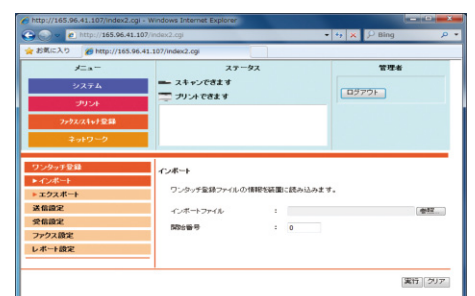 http://165.96.41.107/index2.cgi - Windows Internet Explorer
http://165.96.41.107/index2.cgi
Bing
お気に入り
http://165.96.41.107/index2.cgi
メニュー
ステータス
管理者
システム
プリント
ファクス/スキャナ登録
ネットワーク
スキャンできます
プリントできます
ログアウト
ワンタッチ登録
インポート
エクスポート
送信設定
受信設定
ファクス設定
レポート設定
インポート
ワンタッチ登録ファイルの情報を装置に読み込みます。
インポートファイル :
参照...
開始番号 : 0
実行 クリア